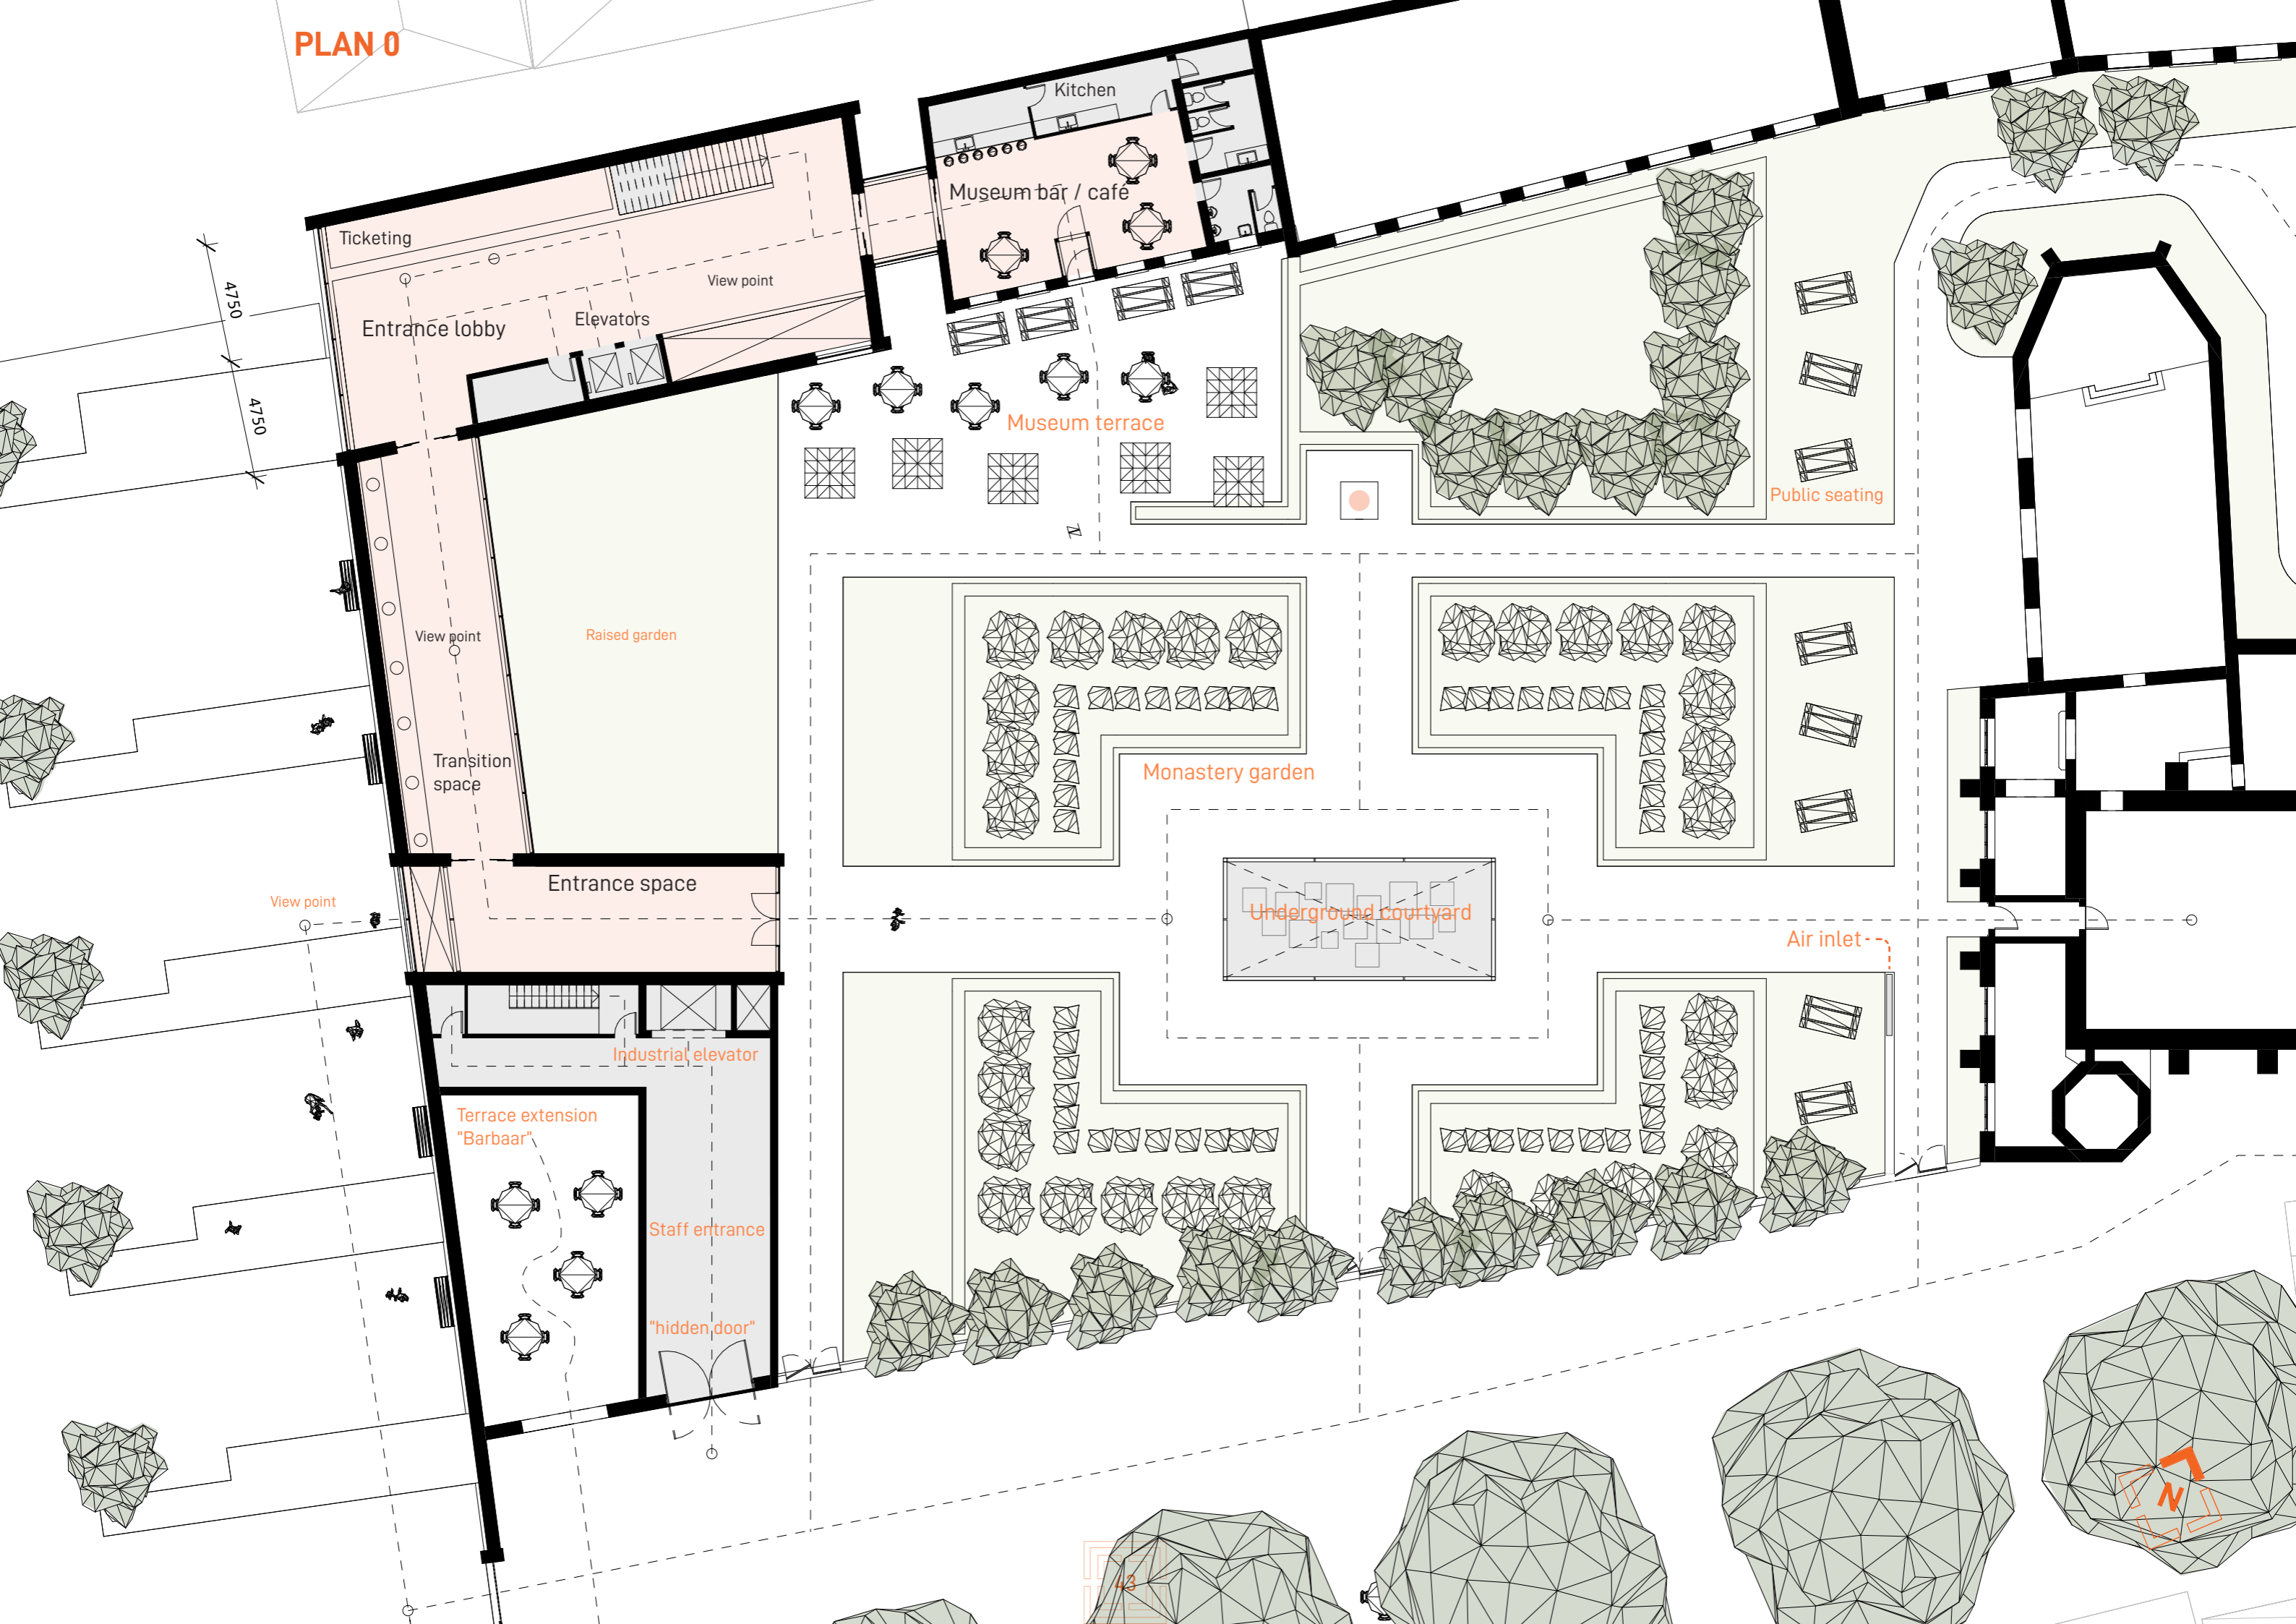 PLAN 0
Kitchen
Museum bar / café
Ticketing
View point
4750
Elevators
Entrance lobby
4750
Museum terrace
Public seating
View point
Raised garden
Transition
space
Monastery garden
Entrance space
View point
Underground courtyard
Air inlet
Industrial elevator
Terrace extension
"Barbaar"
Staff entrance
"hidden door"
N
43